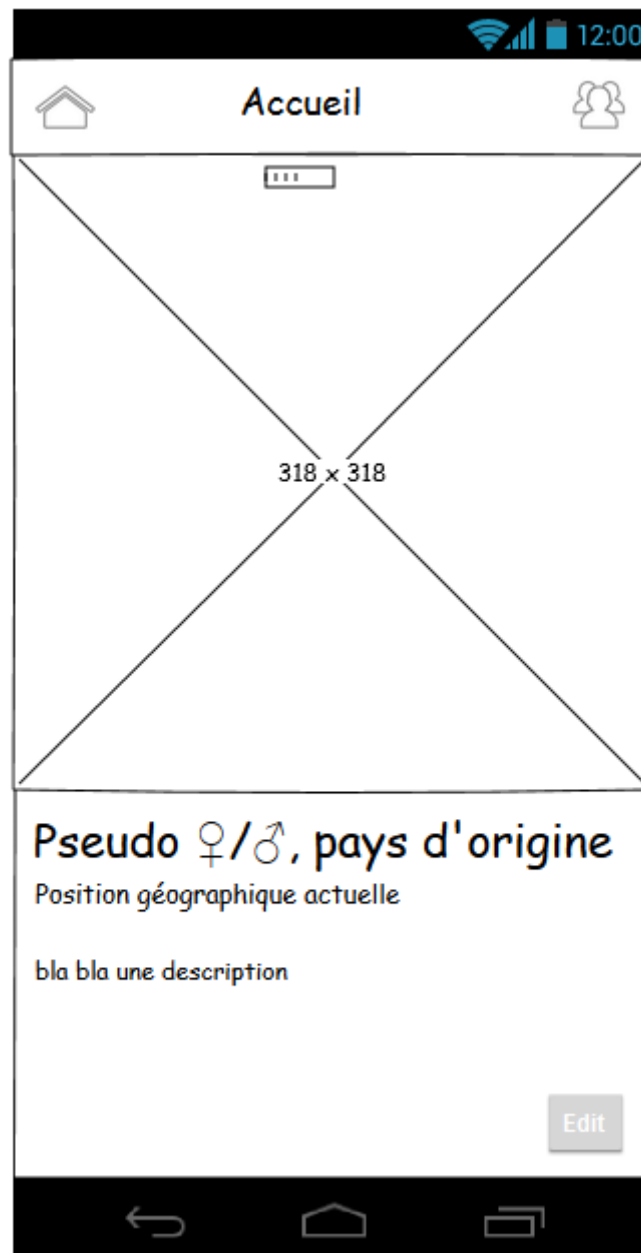 12:00
Accueil
318 x 318
Pseudo ♀/♂, pays d'origine
Position géographique actuelle
bla bla une description
Edit